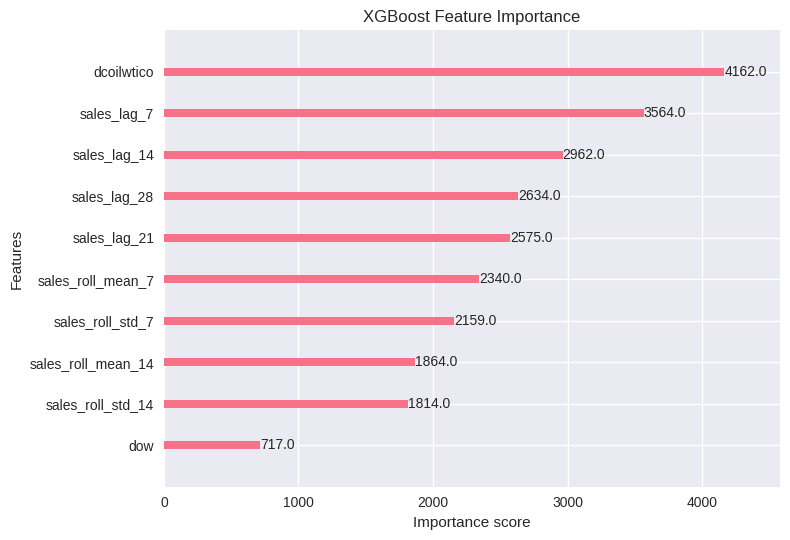 XGBoost Feature Importance
Features
dcoilwtico 4162.0
sales_lag_7 3564.0
sales_lag_14 2962.0
sales_lag_28 2634.0
sales_lag_21 2575.0
sales_roll_mean_7 2340.0
sales_roll_std_7 2159.0
sales_roll_mean_14 1864.0
sales_roll_std_14 1814.0
dow 717.0
0 1000 2000 3000 4000
Importance score